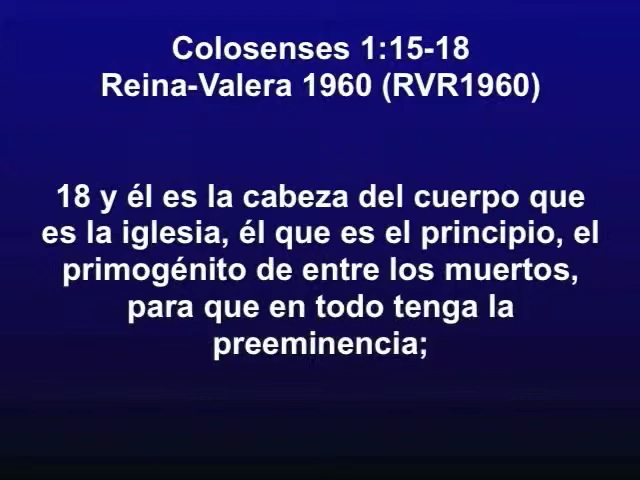 Colosenses 1:15-18
Reina-Valera 1960 (RVR1960)
18 y él es la cabeza del cuerpo que
es la iglesia, él que es el principio, el
primogénito de entre los muertos,
para que en todo tenga la
preeminencia;